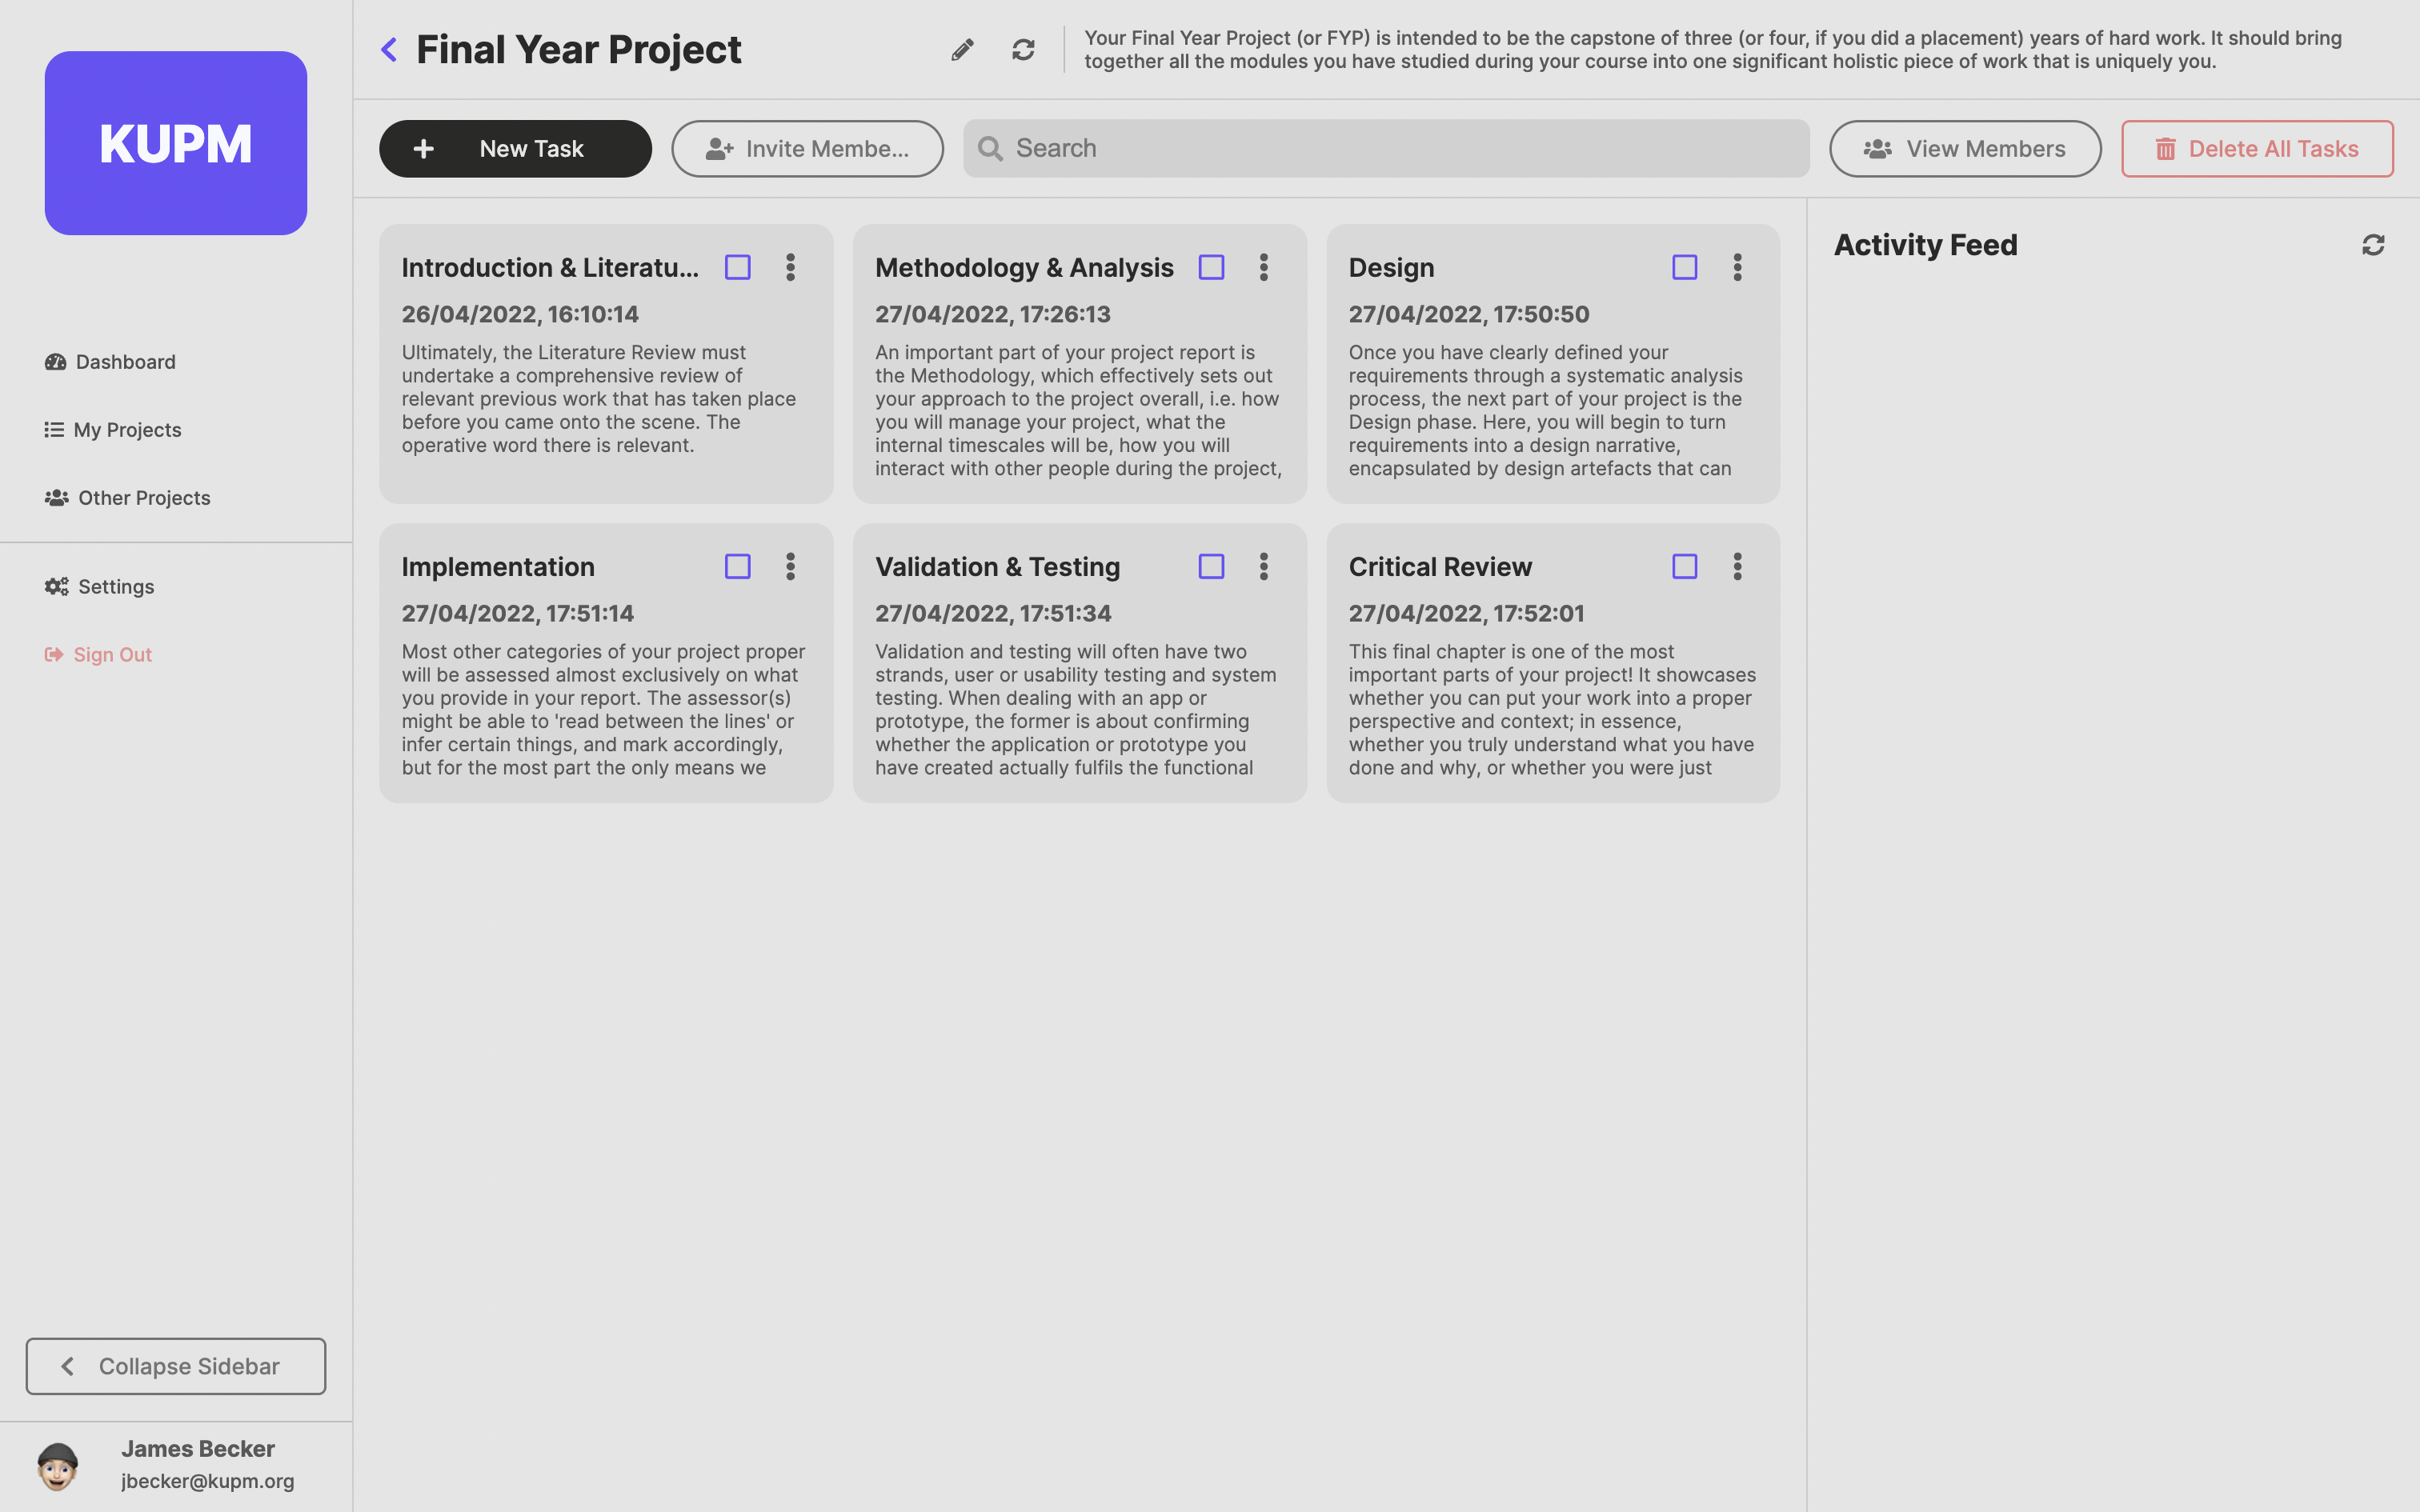 KUPM
Dashboard
My Projects
Other Projects
Settings
Sign Out
Collapse Sidebar
James Becker
jbecker@kupm.org
Final Year Project
Your Final Year Project (or FYP) is intended to be the capstone of three (or four, if you did a placement) years of hard work. It should bring
together all the modules you have studied during your course into one significant holistic piece of work that is uniquely you.
New Task
Invite Membe...
Search
View Members
Delete All Tasks
Introduction & Literatu...
26/04/2022, 16:10:14
Ultimately, the Literature Review must
undertake a comprehensive review of
relevant previous work that has taken place
before you came onto the scene. The
operative word there is relevant.
Methodology & Analysis
27/04/2022, 17:26:13
An important part of your project report is
the Methodology, which effectively sets out
your approach to the project overall, i.e. how
you will manage your project, what the
internal timescales will be, how you will
interact with other people during the project,
Design
27/04/2022, 17:50:50
Once you have clearly defined your
requirements through a systematic analysis
process, the next part of your project is the
Design phase. Here, you will begin to turn
requirements into a design narrative,
encapsulated by design artefacts that can
Implementation
27/04/2022, 17:51:14
Most other categories of your project proper
will be assessed almost exclusively on what
you provide in your report. The assessor(s)
might be able to 'read between the lines' or
infer certain things, and mark accordingly,
but for the most part the only means we
Validation & Testing
27/04/2022, 17:51:34
Validation and testing will often have two
strands, user or usability testing and system
testing. When dealing with an app or
prototype, the former is about confirming
whether the application or prototype you
have created actually fulfils the functional
Critical Review
27/04/2022, 17:52:01
This final chapter is one of the most
important parts of your project! It showcases
whether you can put your work into a proper
perspective and context; in essence,
whether you truly understand what you have
done and why, or whether you were just
Activity Feed